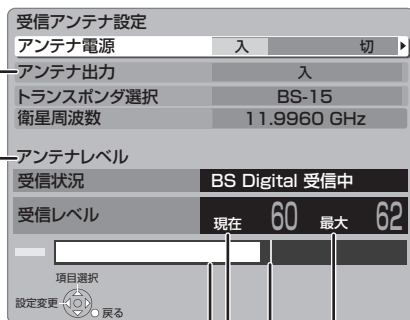 受信アンテナ設定
アンテナ電源 入 切
アンテナ出力 入
トランスポンダ選択 BS-15
衛星周波数 11.9960 GHz
アンテナレベル
受信状況 BS Digital 受信中
受信レベル 現在 60 最大 62
項目選択
設定変更 戻る